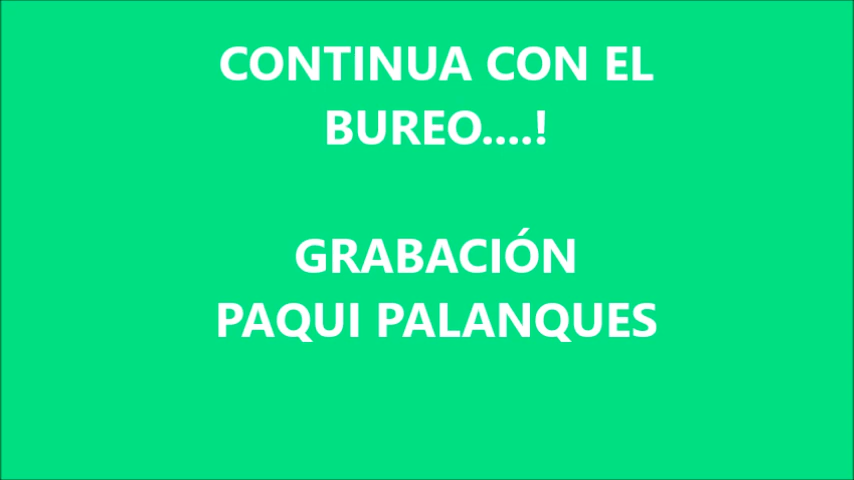 CONTINUA CON EL
BUREO....!
GRABACIÓN
PAQUI PALANQUES